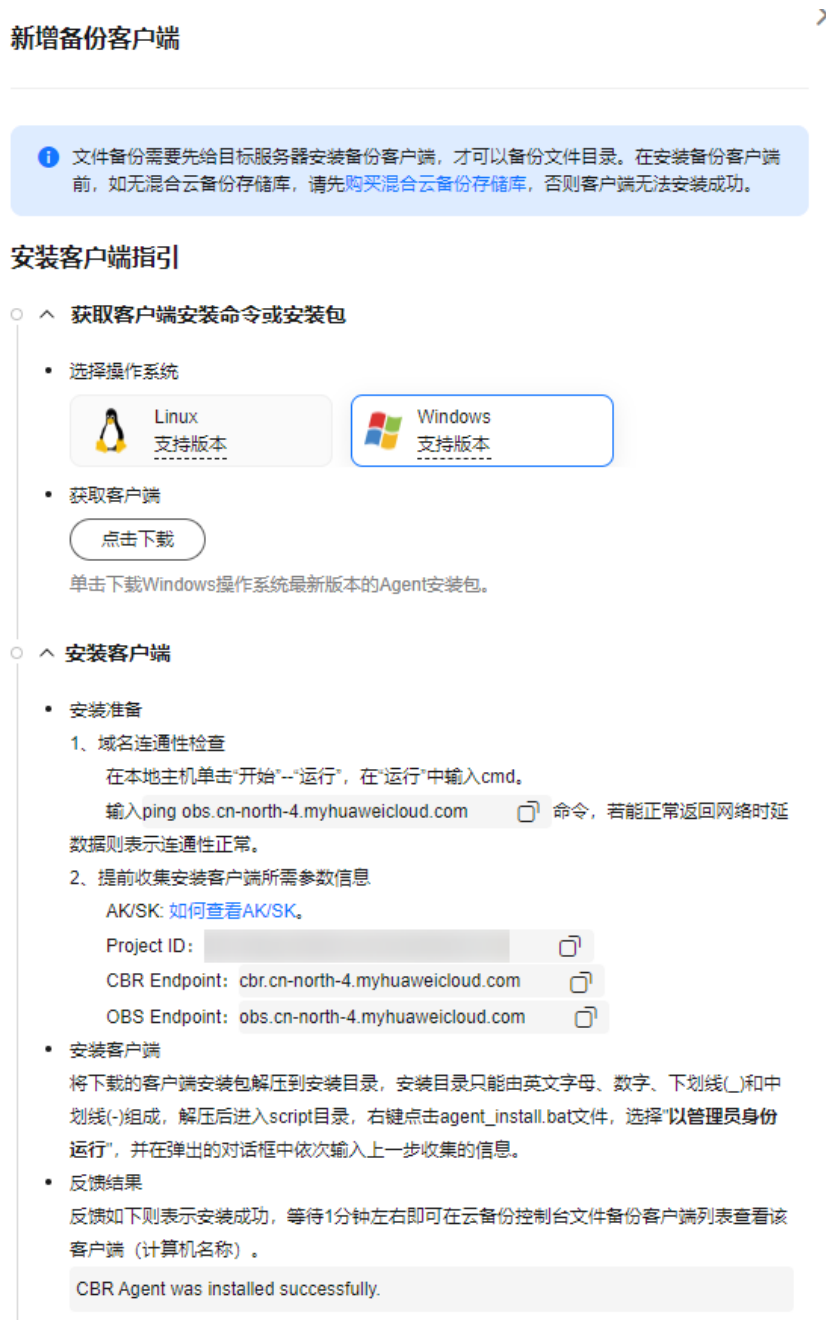 新增备份客户端
文件备份需要先给目标服务器安装备份客户端，才可以备份文件目录。在安装备份客户端
前，如无混合云备份存储库，请先购买混合云备份存储库，否则客户端无法安装成功。
安装客户端指引
获取客户端安装命令或安装包
• 选择操作系统
Linux
支持版本
Windows
支持版本
• 获取客户端
点击下载
单击下载Windows操作系统最新版本的Agent安装包。
安装客户端
• 安装准备
1、域名连通性检查
在本地主机单击“开始”--“运行”，在“运行”中输入cmd。
输入ping obs.cn-north-4.myhuaweicloud.com 命令，若能正常返回网络时延
数据则表示连通性正常。
2、提前收集安装客户端所需参数信息
AK/SK: 如何查看AK/SK。
Project ID：
CBR Endpoint：cbr.cn-north-4.myhuaweicloud.com
OBS Endpoint：obs.cn-north-4.myhuaweicloud.com
• 安装客户端
将下载的客户端安装包解压到安装目录，安装目录只能由英文字母、数字、下划线(_)和中
划线(-)组成，解压后进入script目录，右键点击agent_install.bat文件，选择"以管理员身份
运行"，并在弹出的对话框中依次输入上一步收集的信息。
• 反馈结果
反馈如下则表示安装成功，等待1分钟左右即可在云备份控制台文件备份客户端列表查看该
客户端（计算机名称）。
CBR Agent was installed successfully.